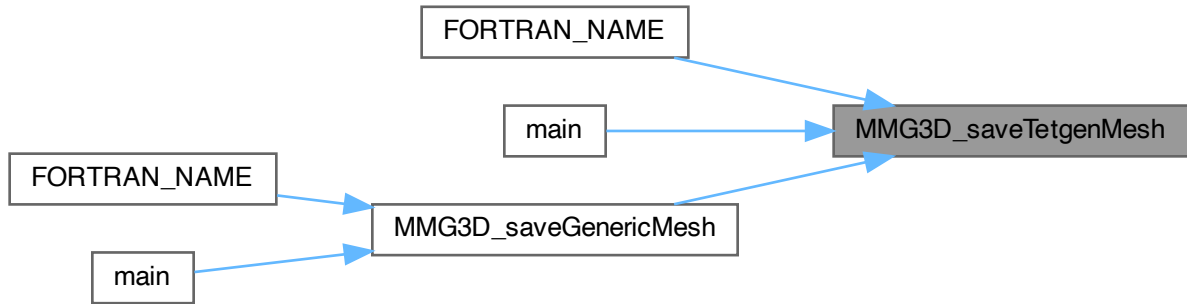 FORTRAN_NAME
main
MMG3D_saveTetgenMesh
FORTRAN_NAME
MMG3D_saveGenericMesh
main